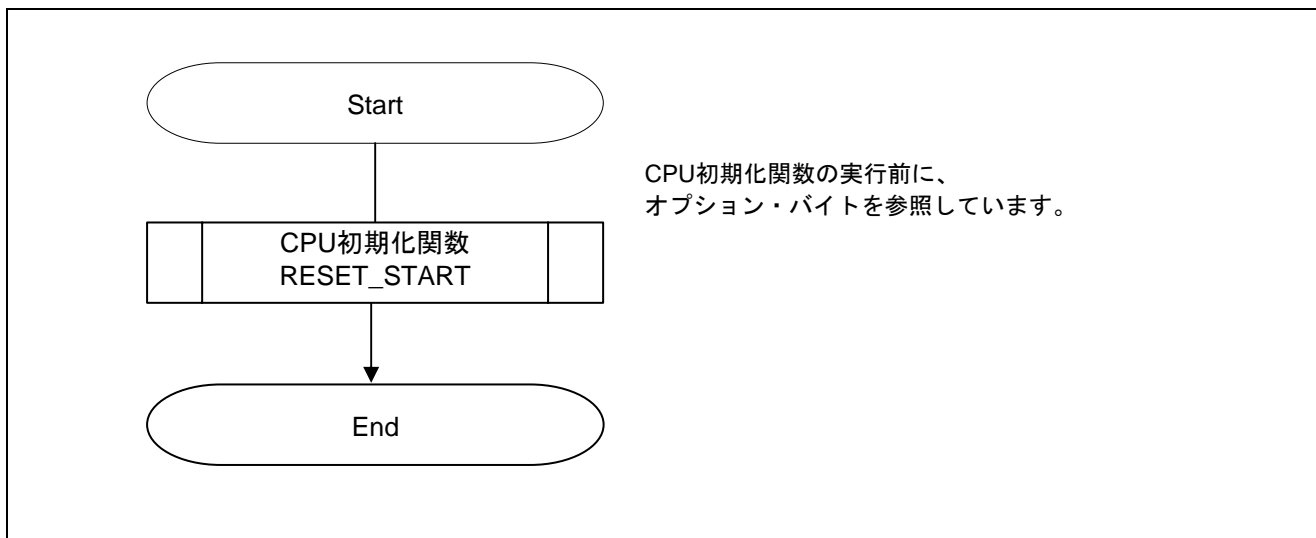 Start
CPU初期化関数の実行前に、
オプション・バイトを参照しています。
CPU初期化関数
RESET_START
End